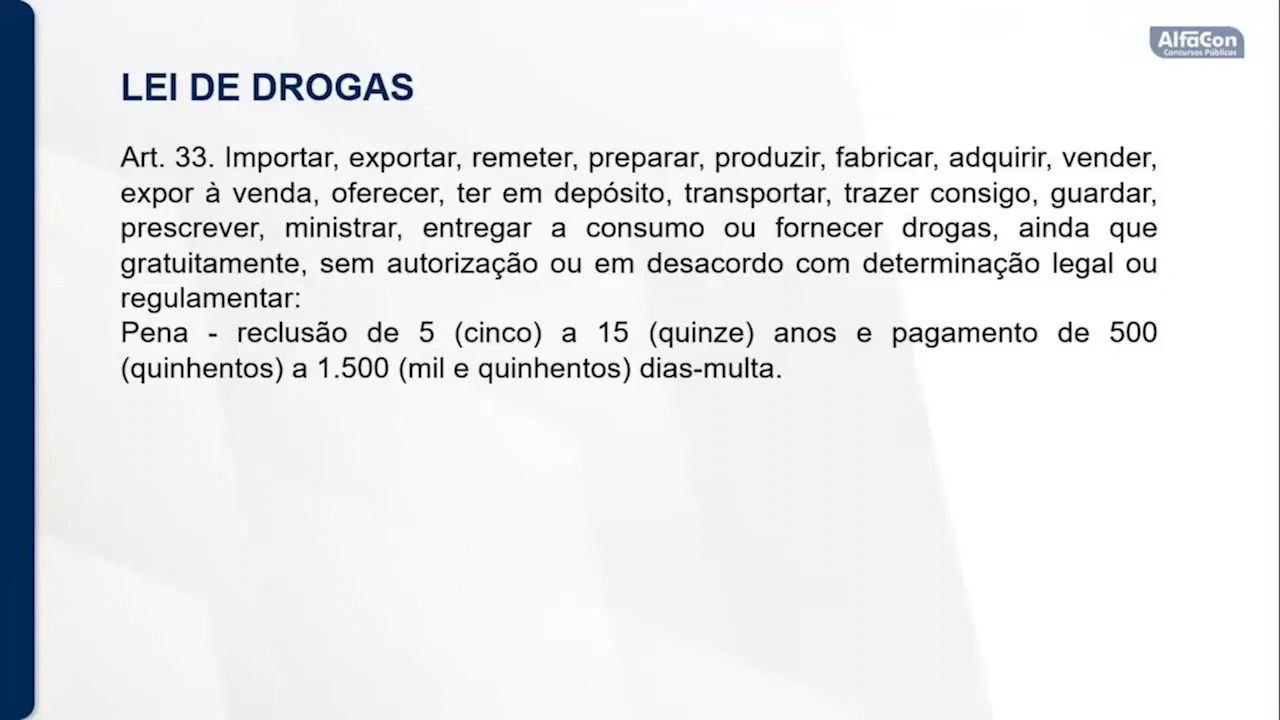 AlfaCon
Concursos Públicos
LEI DE DROGAS
Art. 33. Importar, exportar, remeter, preparar, produzir, fabricar, adquirir, vender,
expor à venda, oferecer, ter em depósito, transportar, trazer consigo, guardar,
prescrever, ministrar, entregar a consumo ou fornecer drogas, ainda que
gratuitamente, sem autorização ou em desacordo com determinação legal ou
regulamentar:
Pena - reclusão de 5 (cinco) a 15 (quinze) anos e pagamento de 500
(quinhentos) a 1.500 (mil e quinhentos) dias-multa.